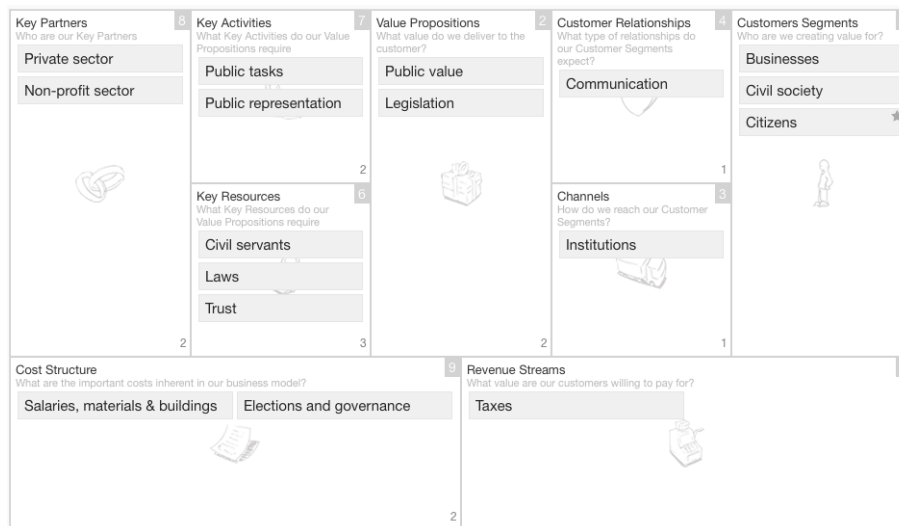 Key Partners
8
Who are our Key Partners
Private sector
Non-profit sector
2
Key Activities
7
What Key Activities do our Value
Propositions require
Public tasks
Public representation
2
Key Resources
6
What Key Resources do our
Value Propositions require
Civil servants
Laws
Trust
3
Value Propositions
2
What value do we deliver to the
customer?
Public value
Legislation
2
Customer Relationships
4
What type of relationships do
our Customer Segments
expect?
Communication
1
Channels
3
How do we reach our Customer
Segments?
Institutions
1
Customers Segments
Who are we creating value for?
Businesses
Civil society
Citizens
Cost Structure
9
What are the important costs inherent in our business model?
Salaries, materials & buildings
Elections and governance
2
Revenue Streams
What value are our customers willing to pay for?
Taxes